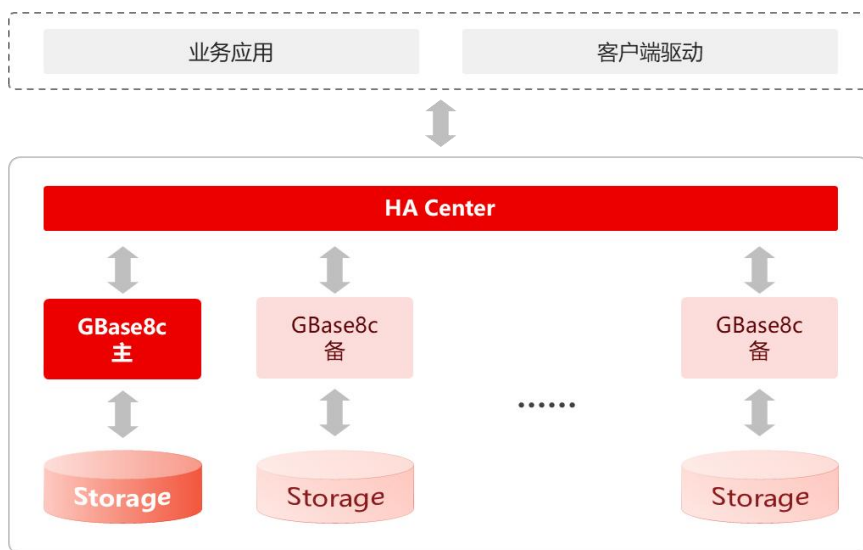 业务应用
客户端驱动
HA Center
GBase8c
主
GBase8c
备
GBase8c
备
......
Storage
Storage
Storage